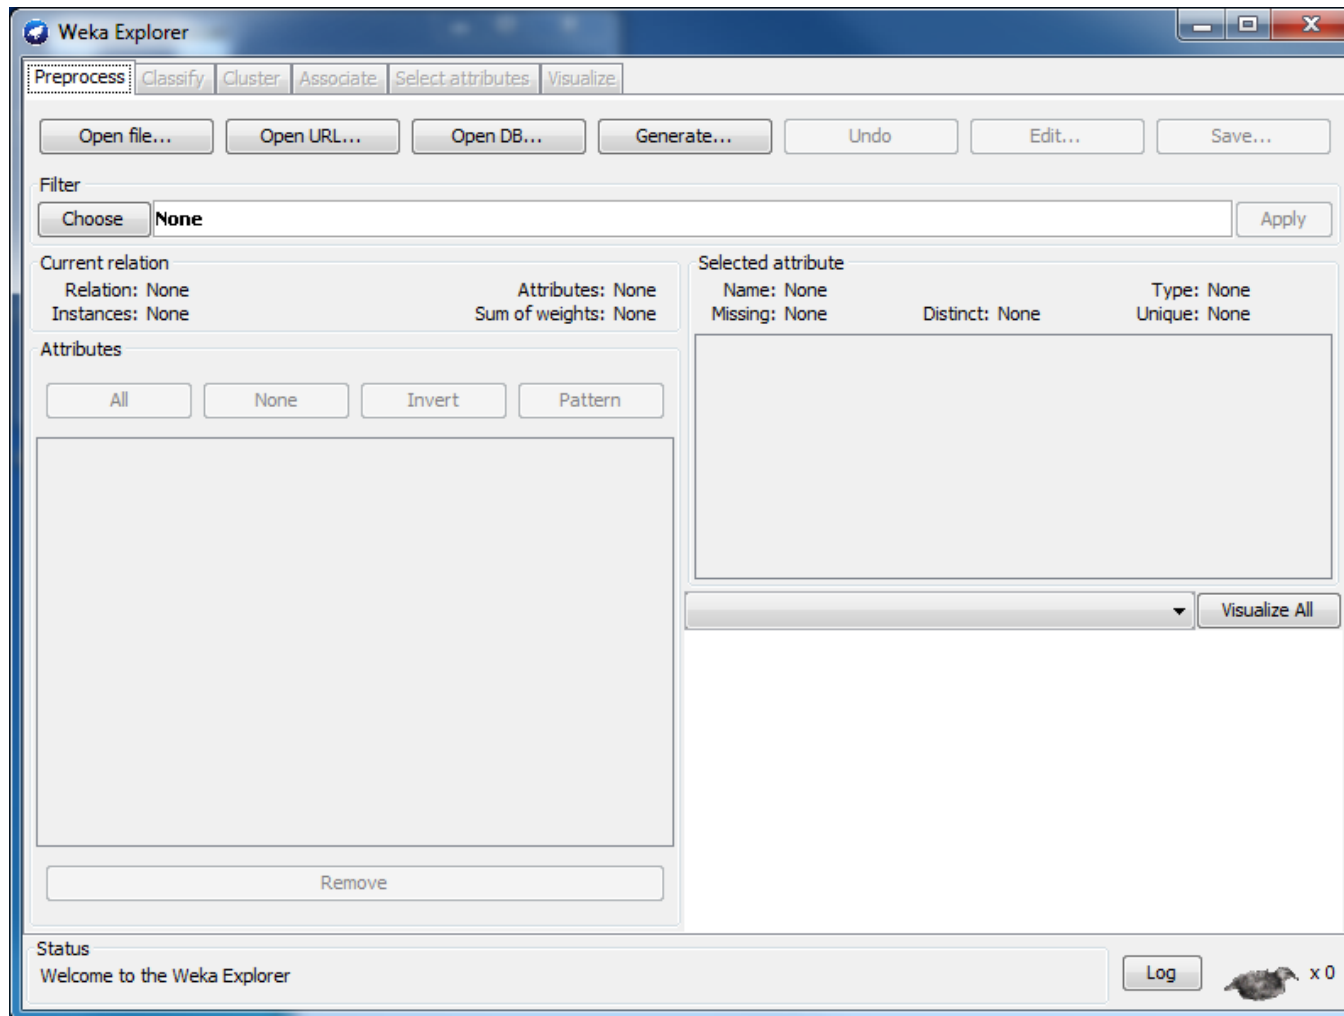 Weka Explorer
Preprocess Classify Cluster Associate Select attributes Visualize
Open file... Open URL... Open DB... Generate... Undo Edit... Save...
Filter
Choose None Apply
Current relation
Relation: None Attributes: None
Instances: None Sum of weights: None
Selected attribute
Name: None Type: None
Missing: None Distinct: None Unique: None
Attributes
All None Invert Pattern
Visualize All
Remove
Status
Welcome to the Weka Explorer
Log x 0